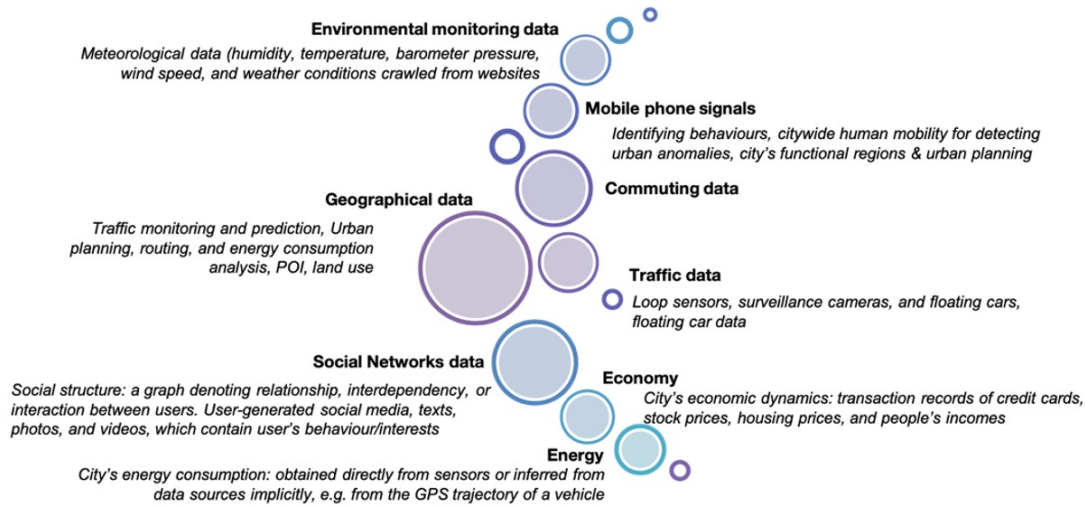 Environmental monitoring data
Meteorological data (humidity, temperature, barometer pressure,
wind speed, and weather conditions crawled from websites
Mobile phone signals
Identifying behaviours, citywide human mobility for detecting
urban anomalies, city's functional regions & urban planning
Commuting data
Geographical data
Traffic monitoring and prediction, Urban
planning, routing, and energy consumption
analysis, POI, land use
Traffic data
Loop sensors, surveillance cameras, and floating cars,
floating car data
Social Networks data
Social structure: a graph denoting relationship, interdependency, or
interaction between users. User-generated social media, texts,
photos, and videos, which contain user's behaviour/interests
Economy
City's economic dynamics: transaction records of credit cards,
stock prices, housing prices, and people's incomes
Energy
City's energy consumption: obtained directly from sensors or inferred from
data sources implicitly, e.g. from the GPS trajectory of a vehicle